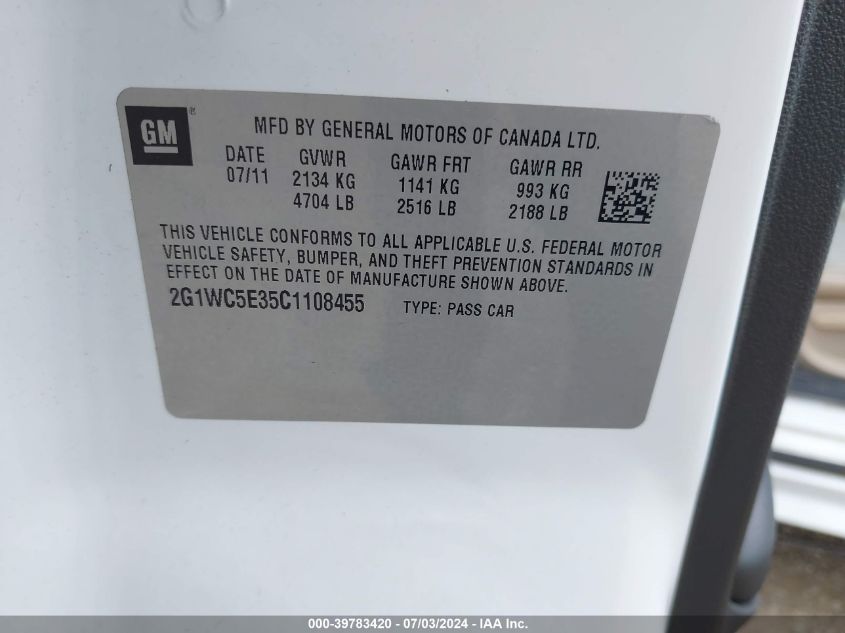 GM ®
MFD BY GENERAL MOTORS OF CANADA LTD.
DATE GVWR GAWR FRT GAWR RR
07/11 2134 KG 1141 KG 993 KG
4704 LB 2516 LB 2188 LB
THIS VEHICLE CONFORMS TO ALL APPLICABLE U.S. FEDERAL MOTOR
VEHICLE SAFETY, BUMPER, AND THEFT PREVENTION STANDARDS IN
EFFECT ON THE DATE OF MANUFACTURE SHOWN ABOVE.
2G1WC5E35C1108455 TYPE: PASS CAR
000-39783420 - 07/03/2024 - IAA Inc.